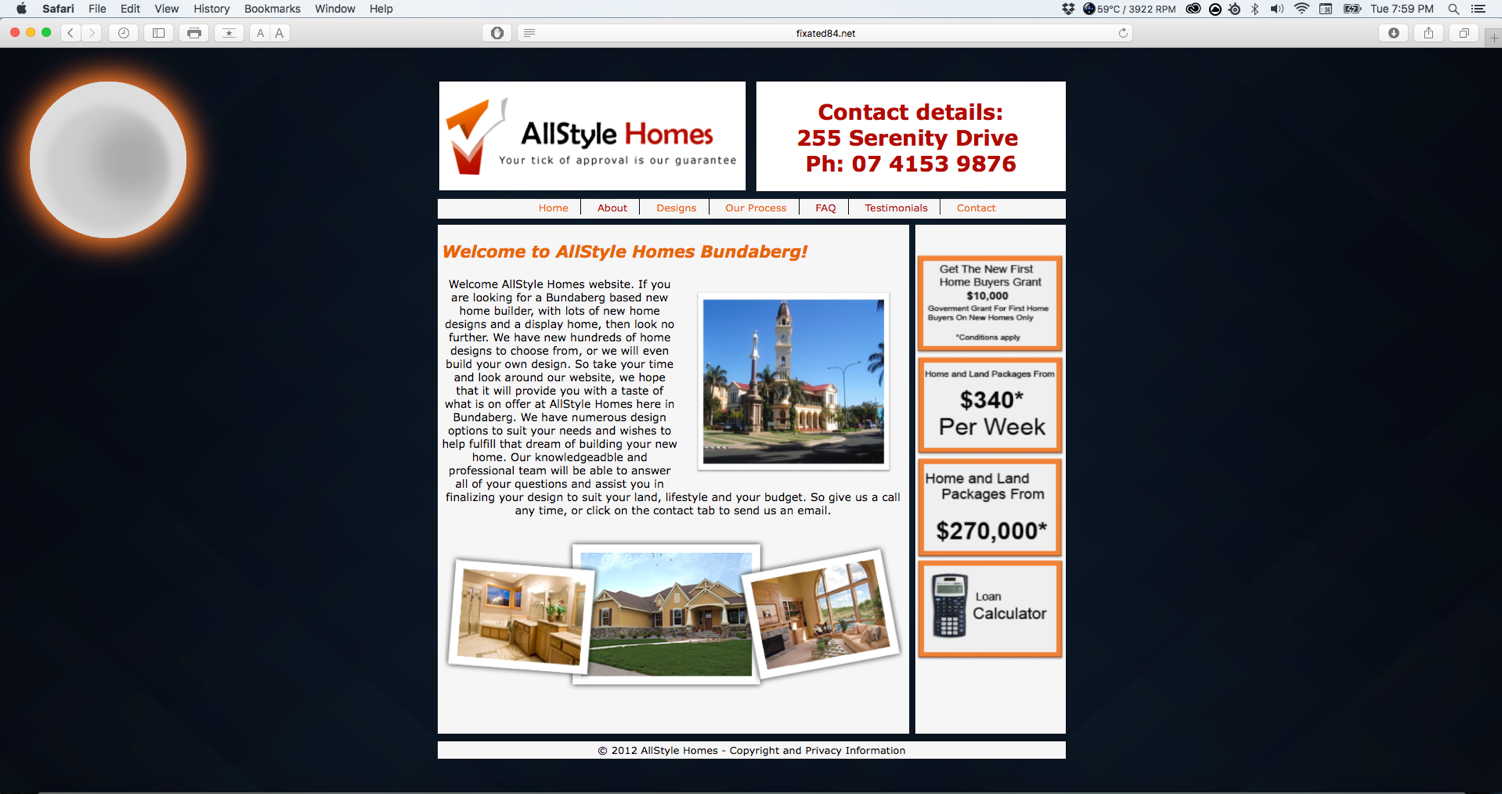 Safari File Edit View History Bookmarks Window Help
59°C / 3922 RPM Tue 7:59 PM
A A fixated84.net
AllStyle Homes
Your tick of approval is our guarantee
Contact details:
255 Serenity Drive
Ph: 07 4153 9876
Home About Designs Our Process FAQ Testimonials Contact
Welcome to AllStyle Homes Bundaberg!
Welcome AllStyle Homes website. If you
are looking for a Bundaberg based new
home builder, with lots of new home
designs and a display home, then look no
further. We have new hundreds of home
designs to choose from, or we will even
build your own design. So take your time
and look around our website, we hope
that it will provide you with a taste of
what is on offer at AllStyle Homes here in
Bundaberg. We have numerous design
options to suit your needs and wishes to
help fulfill that dream of building your new
home. Our knowledgeadble and
professional team will be able to answer
all of your questions and assist you in
finalizing your design to suit your land, lifestyle and your budget. So give us a call
any time, or click on the contact tab to send us an email.
Get The New First
Home Buyers Grant
$10,000
Goverment Grant For First Home
Buyers On New Homes Only
*Conditions apply
Home and Land Packages From
$340*
Per Week
Home and Land
Packages From
$270,000*
Loan
Calculator
© 2012 AllStyle Homes - Copyright and Privacy Information